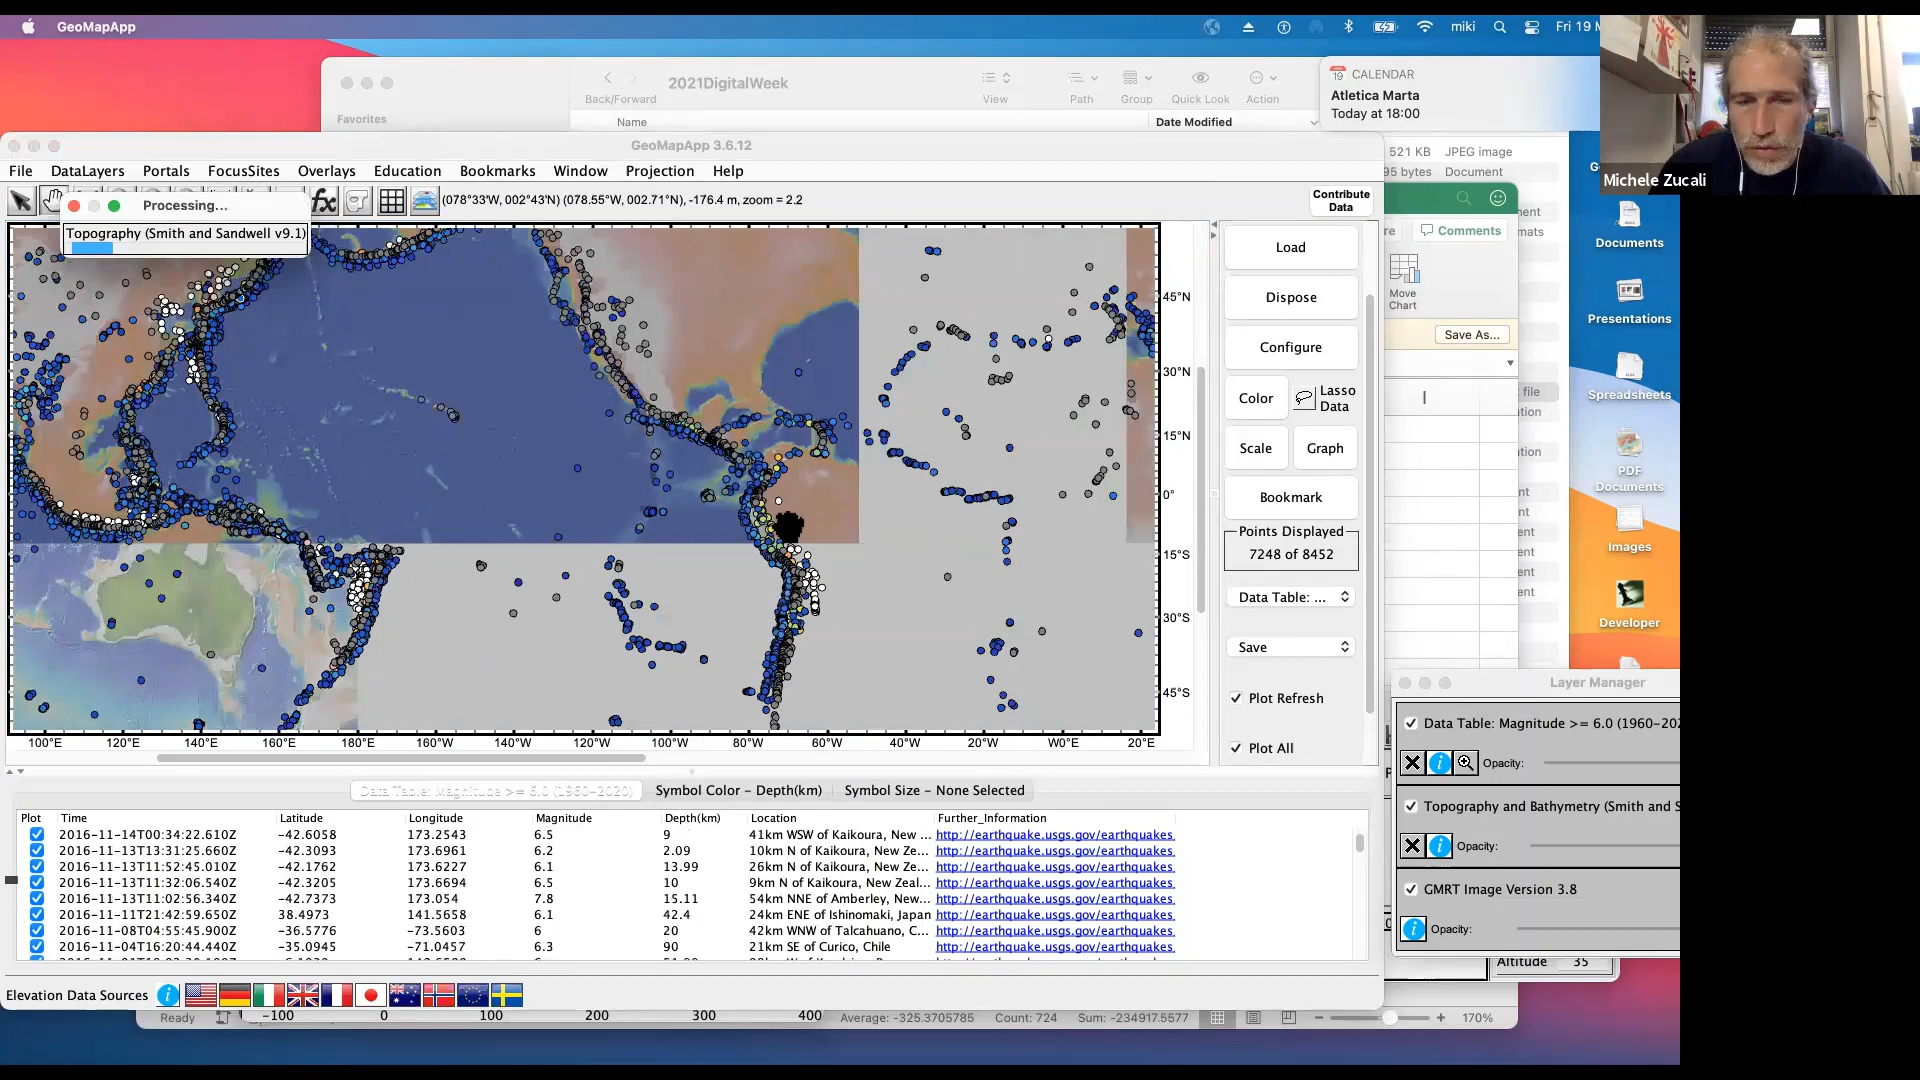 GeoMapApp
miki
Fri 19
2021DigitalWeek
Back/Forward
View
Path
Group
Quick Look
Action
Favorites
Name
Date Modified
CALENDAR
19
Atletica Marta
Today at 18:00
Michele Zucali
521 KB JPEG image
95 bytes Document
GeoMapApp 3.6.12
File DataLayers Portals FocusSites Overlays Education Bookmarks Window Projection Help
Processing...
Topography (Smith and Sandwell v9.1)
fx
(078°33'W, 002°43'N) (078.55°W, 002.71°N), -176.4 m, zoom = 2.2
Contribute
Data
Load
Dispose
Configure
Color
Lasso
Data
Scale
Graph
Bookmark
Points Displayed
7248 of 8452
Data Table: ...
Save
Plot Refresh
Plot All
45°N
30°N
15°N
0°
15°S
30°S
45°S
100°E 120°E 140°E 160°E 180°E 160°W 140°W 120°W 100°W 80°W 60°W 40°W 20°W W0°E 20°E
Comments
Move
Chart
Save As...
Documents
Presentations
Spreadsheets
PDF
Documents
Images
Developer
Layer Manager
Data Table: Magnitude >= 6.0 (1960-202
Opacity:
Topography and Bathymetry (Smith and S
Opacity:
GMRT Image Version 3.8
Opacity:
Altitude 35
Data Table: Magnitude >= 6.0 (1960-2020)
Symbol Color - Depth(km)
Symbol Size - None Selected
Plot Time Latitude Longitude Magnitude Depth(km) Location Further_Information
2016-11-14T00:34:22.610Z -42.6058 173.2543 6.5 9 41km WSW of Kaikoura, New ... http://earthquake.usgs.gov/earthquakes
2016-11-13T13:31:25.660Z -42.3093 173.6961 6.2 2.09 10km N of Kaikoura, New Ze... http://earthquake.usgs.gov/earthquakes
2016-11-13T11:52:45.010Z -42.1762 173.6227 6.1 13.99 26km N of Kaikoura, New Ze... http://earthquake.usgs.gov/earthquakes
2016-11-13T11:32:06.540Z -42.3205 173.6694 6.5 10 9km N of Kaikoura, New Zeal... http://earthquake.usgs.gov/earthquakes
2016-11-13T11:02:56.340Z -42.7373 173.054 7.8 15.11 54km NNE of Amberley, New... http://earthquake.usgs.gov/earthquakes
2016-11-11T21:42:59.650Z 38.4973 141.5658 6.1 42.4 24km ENE of Ishinomaki, Japan http://earthquake.usgs.gov/earthquakes
2016-11-08T04:55:45.900Z -36.5776 -73.5603 6 20 42km WNW of Talcahuano, C... http://earthquake.usgs.gov/earthquakes
2016-11-04T16:20:44.440Z -35.0945 -71.0457 6.3 90 21km SE of Curico, Chile http://earthquake.usgs.gov/earthquakes
Elevation Data Sources
Ready
-100 0 100 200 300 400
Average: -325.3705785 Count: 724 Sum: -234917.5577
170%